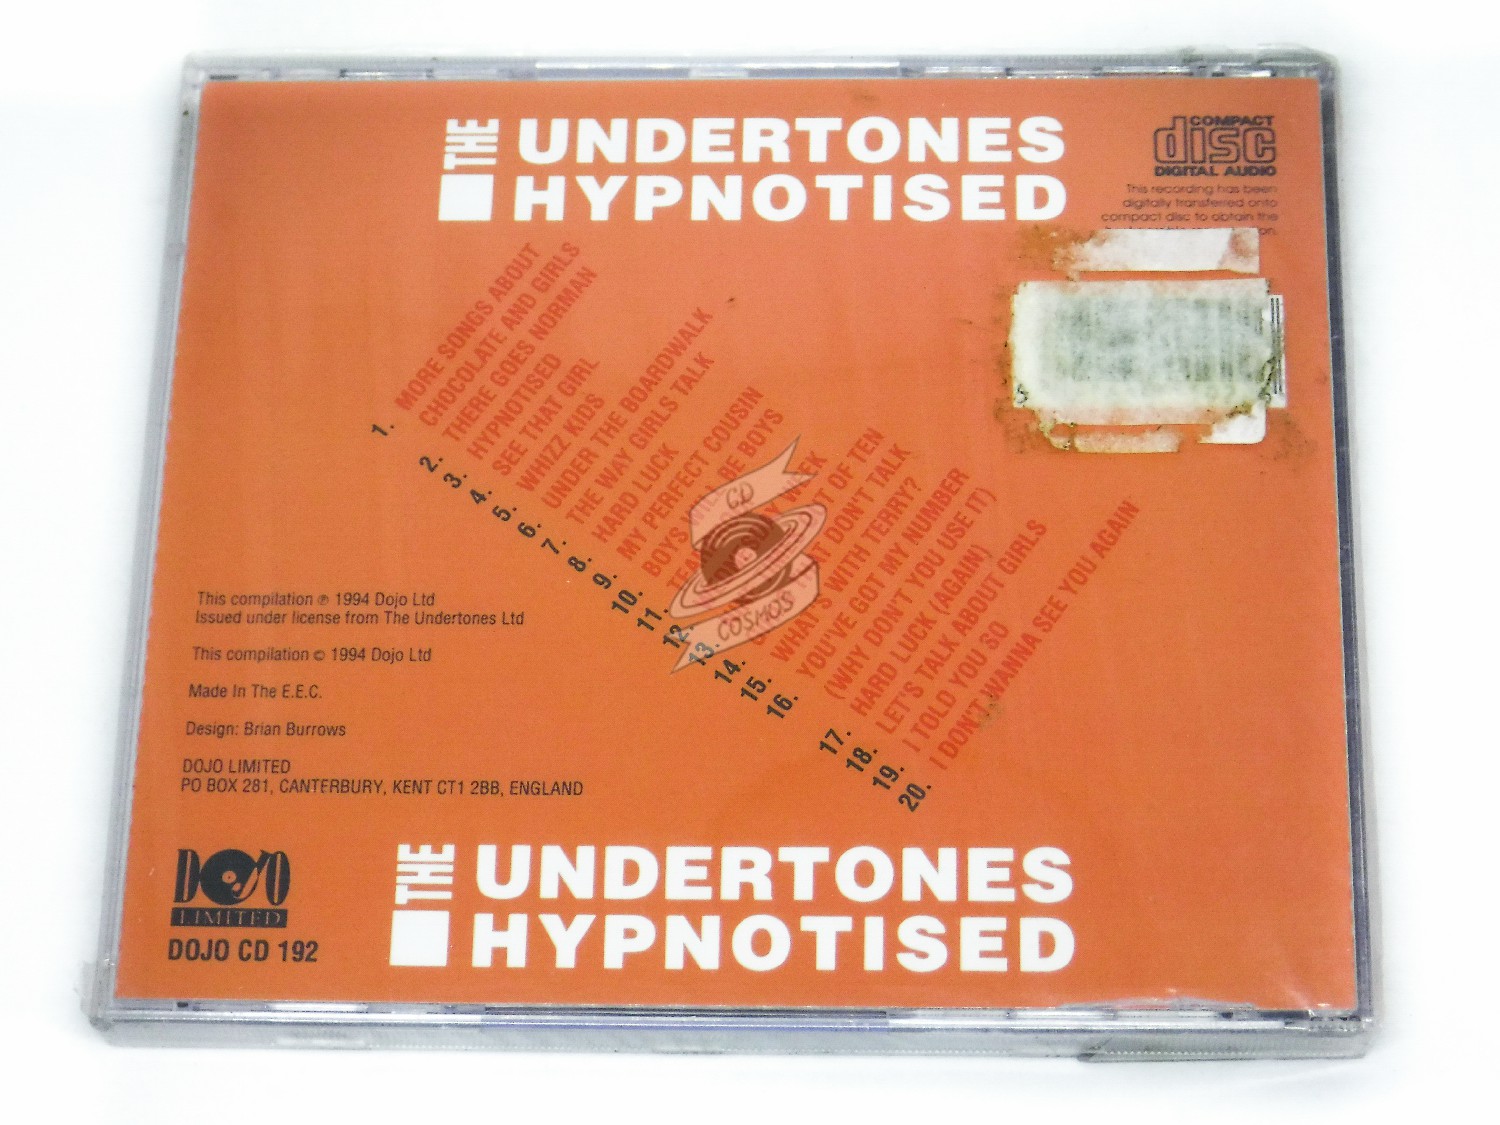 THE UNDERTONES
HYPNOTISED
COMPACT
disc
DIGITAL AUDIO
This recording has been
digitally transferred onto
compact disc to obtain the
1. MORE SONGS ABOUT
CHOCOLATE AND GIRLS
2. THERE GOES NORMAN
3. HYPNOTISED
4. SEE THAT GIRL
5. WHIZZ KIDS
6. UNDER THE BOARDWALK
7. THE WAY GIRLS TALK
8. HARD LUCK
9. MY PERFECT COUSIN
10. BOYS WILL BE BOYS
11. WEEK
12. OF TEN
13. DON'T TALK
14. WHAT'S WITH TERRY?
15. YOU'VE GOT MY NUMBER
(WHY DON'T YOU USE IT)
16. HARD LUCK (AGAIN)
17. LET'S TALK ABOUT GIRLS
18. I TOLD YOU SO
19. I DON'T WANNA SEE YOU AGAIN
20.
CD
COSMOS
This compilation ℗ 1994 Dojo Ltd
Issued under license from The Undertones Ltd
This compilation © 1994 Dojo Ltd
Made In The E.E.C.
Design: Brian Burrows
DOJO LIMITED
PO BOX 281, CANTERBURY, KENT CT1 2BB, ENGLAND
DOJO
LIMITED
DOJO CD 192
THE UNDERTONES
HYPNOTISED